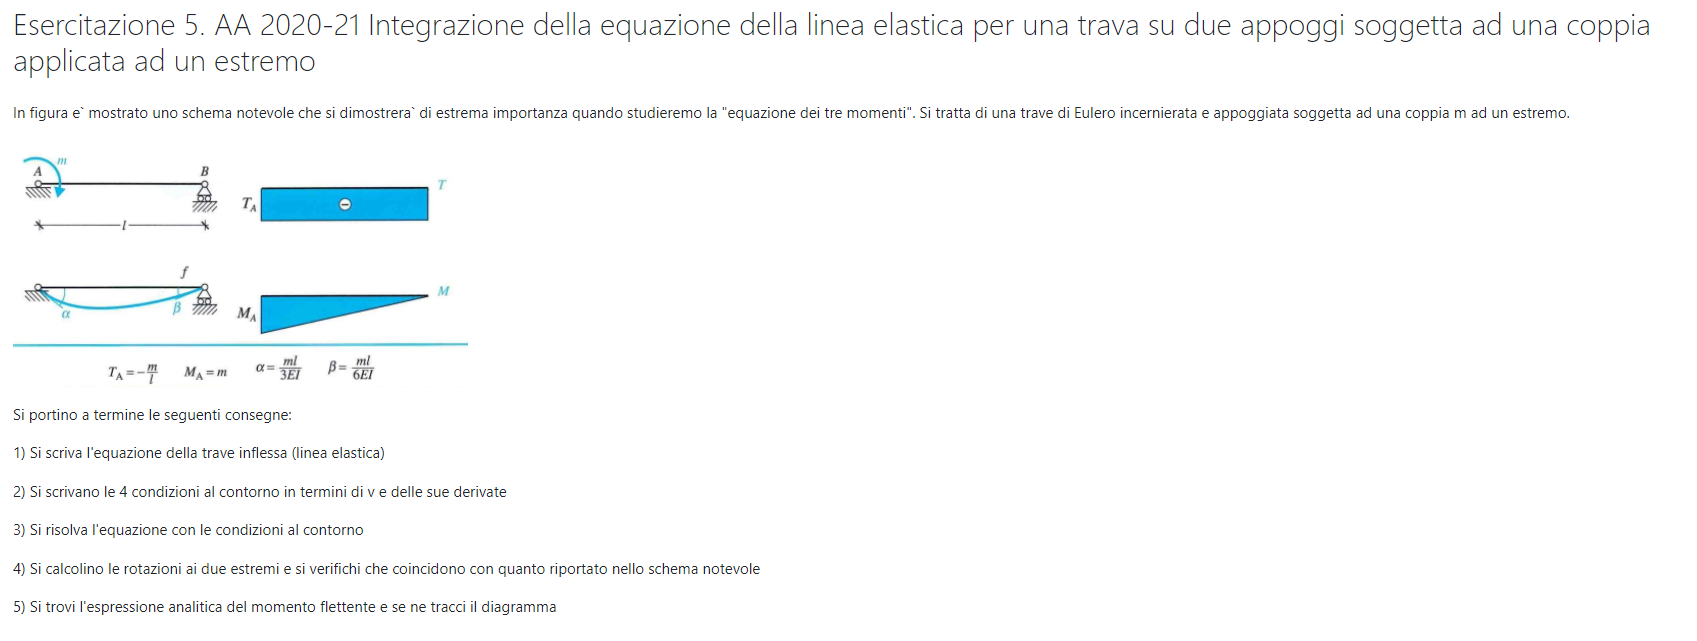 Esercitazione 5. AA 2020-21 Integrazione della equazione della linea elastica per una trava su due appoggi soggetta ad una coppia
applicata ad un estremo
In figura e` mostrato uno schema notevole che si dimostrera` di estrema importanza quando studieremo la "equazione dei tre momenti". Si tratta di una trave di Eulero incernierata e appoggiata soggetta ad una coppia m ad un estremo.
m
A B
T
T_A ⊖
l
f
M
α β M_A
T_A = -m/l M_A = m α = ml/3EI β = ml/6EI
Si portino a termine le seguenti consegne:
1) Si scriva l'equazione della trave inflessa (linea elastica)
2) Si scrivano le 4 condizioni al contorno in termini di v e delle sue derivate
3) Si risolva l'equazione con le condizioni al contorno
4) Si calcolino le rotazioni ai due estremi e si verifichi che coincidono con quanto riportato nello schema notevole
5) Si trovi l'espressione analitica del momento flettente e se ne tracci il diagramma